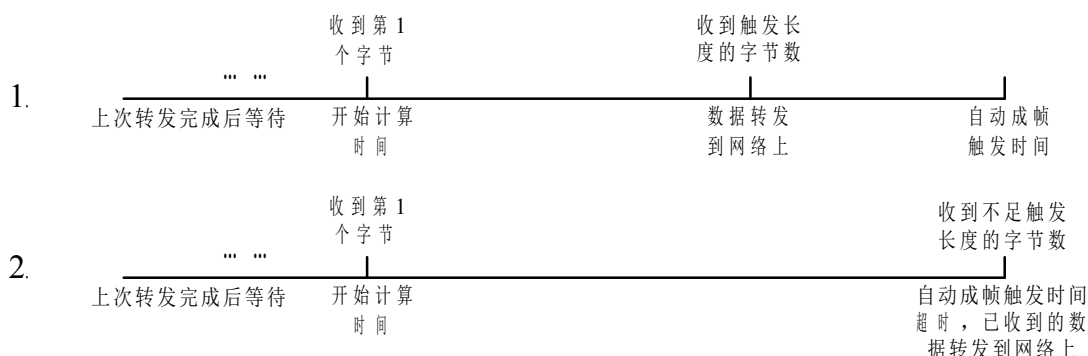 收到第1
个字节
收到触发长
度的字节数
1.
… …
上次转发完成后等待
开始计算
时间
数据转发
到网络上
自动成帧
触发时间
收到第1
个字节
收到不足触发
长度的字节数
2.
… …
上次转发完成后等待
开始计算
时间
自动成帧触发时间
超时，已收到的数
据转发到网络上